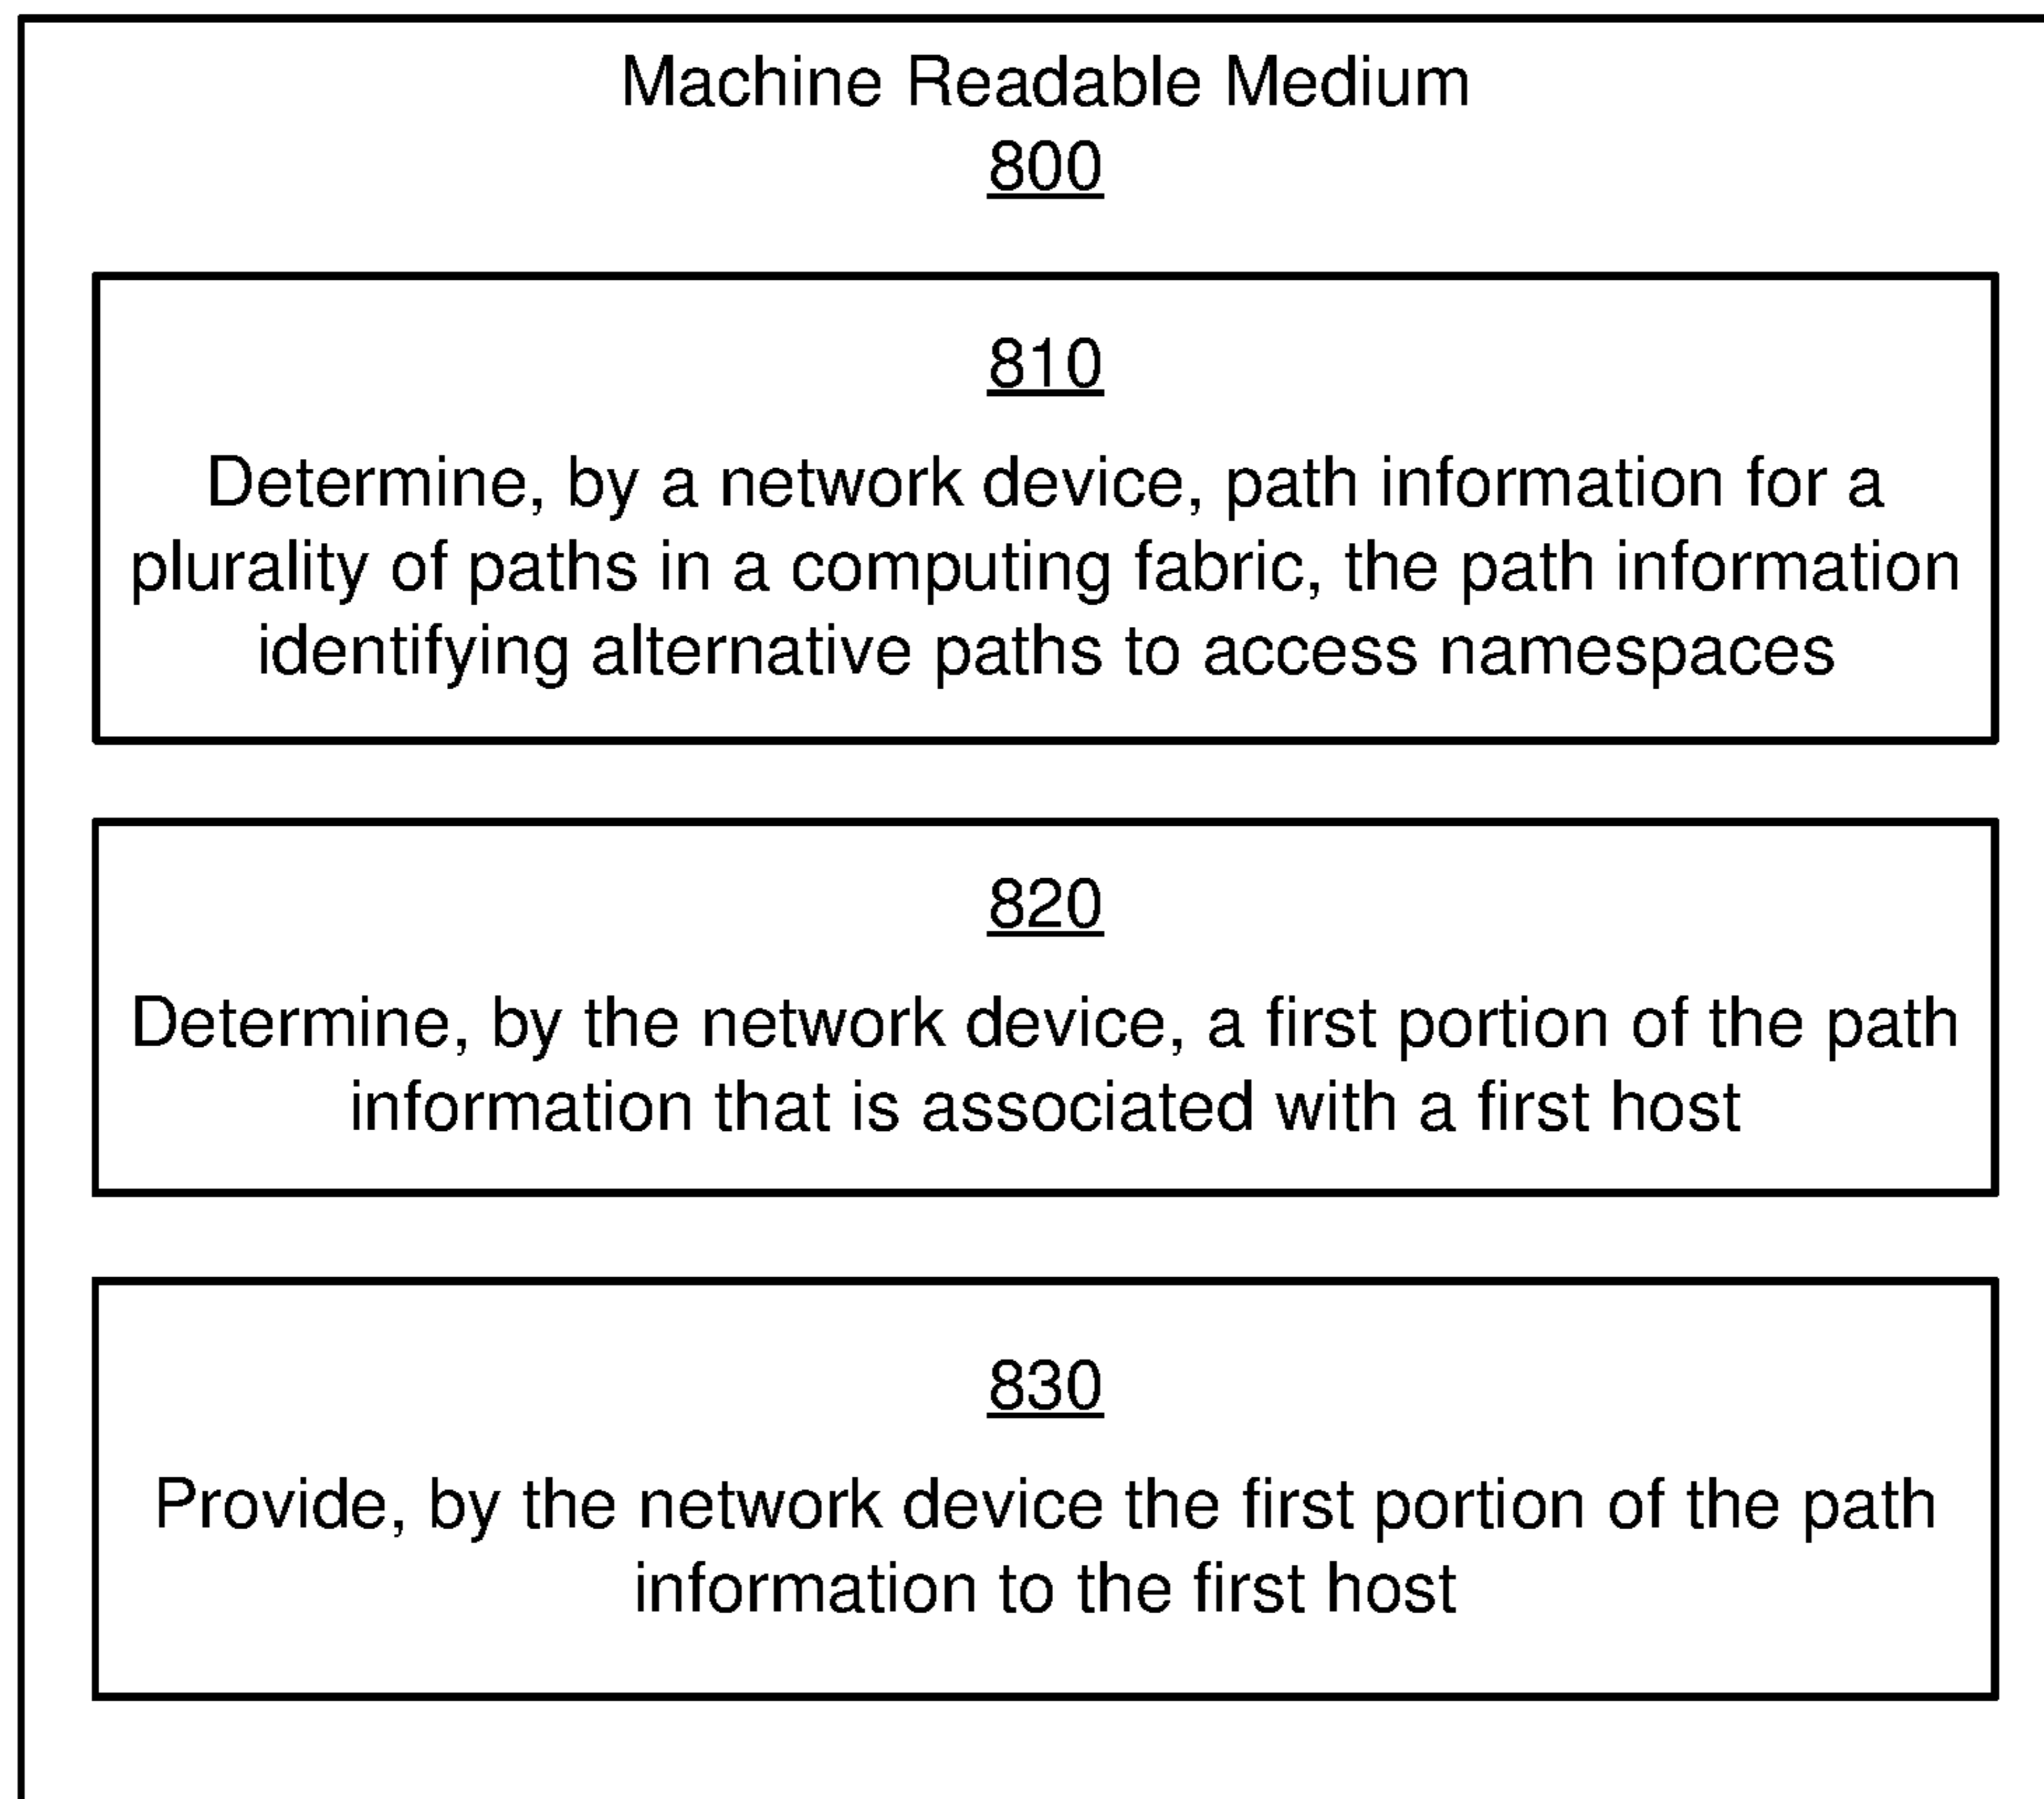 Machine Readable Medium
800
810
Determine, by a network device, path information for a
plurality of paths in a computing fabric, the path information
identifying alternative paths to access namespaces
820
Determine, by the network device, a first portion of the path
information that is associated with a first host
830
Provide, by the network device the first portion of the path
information to the first host